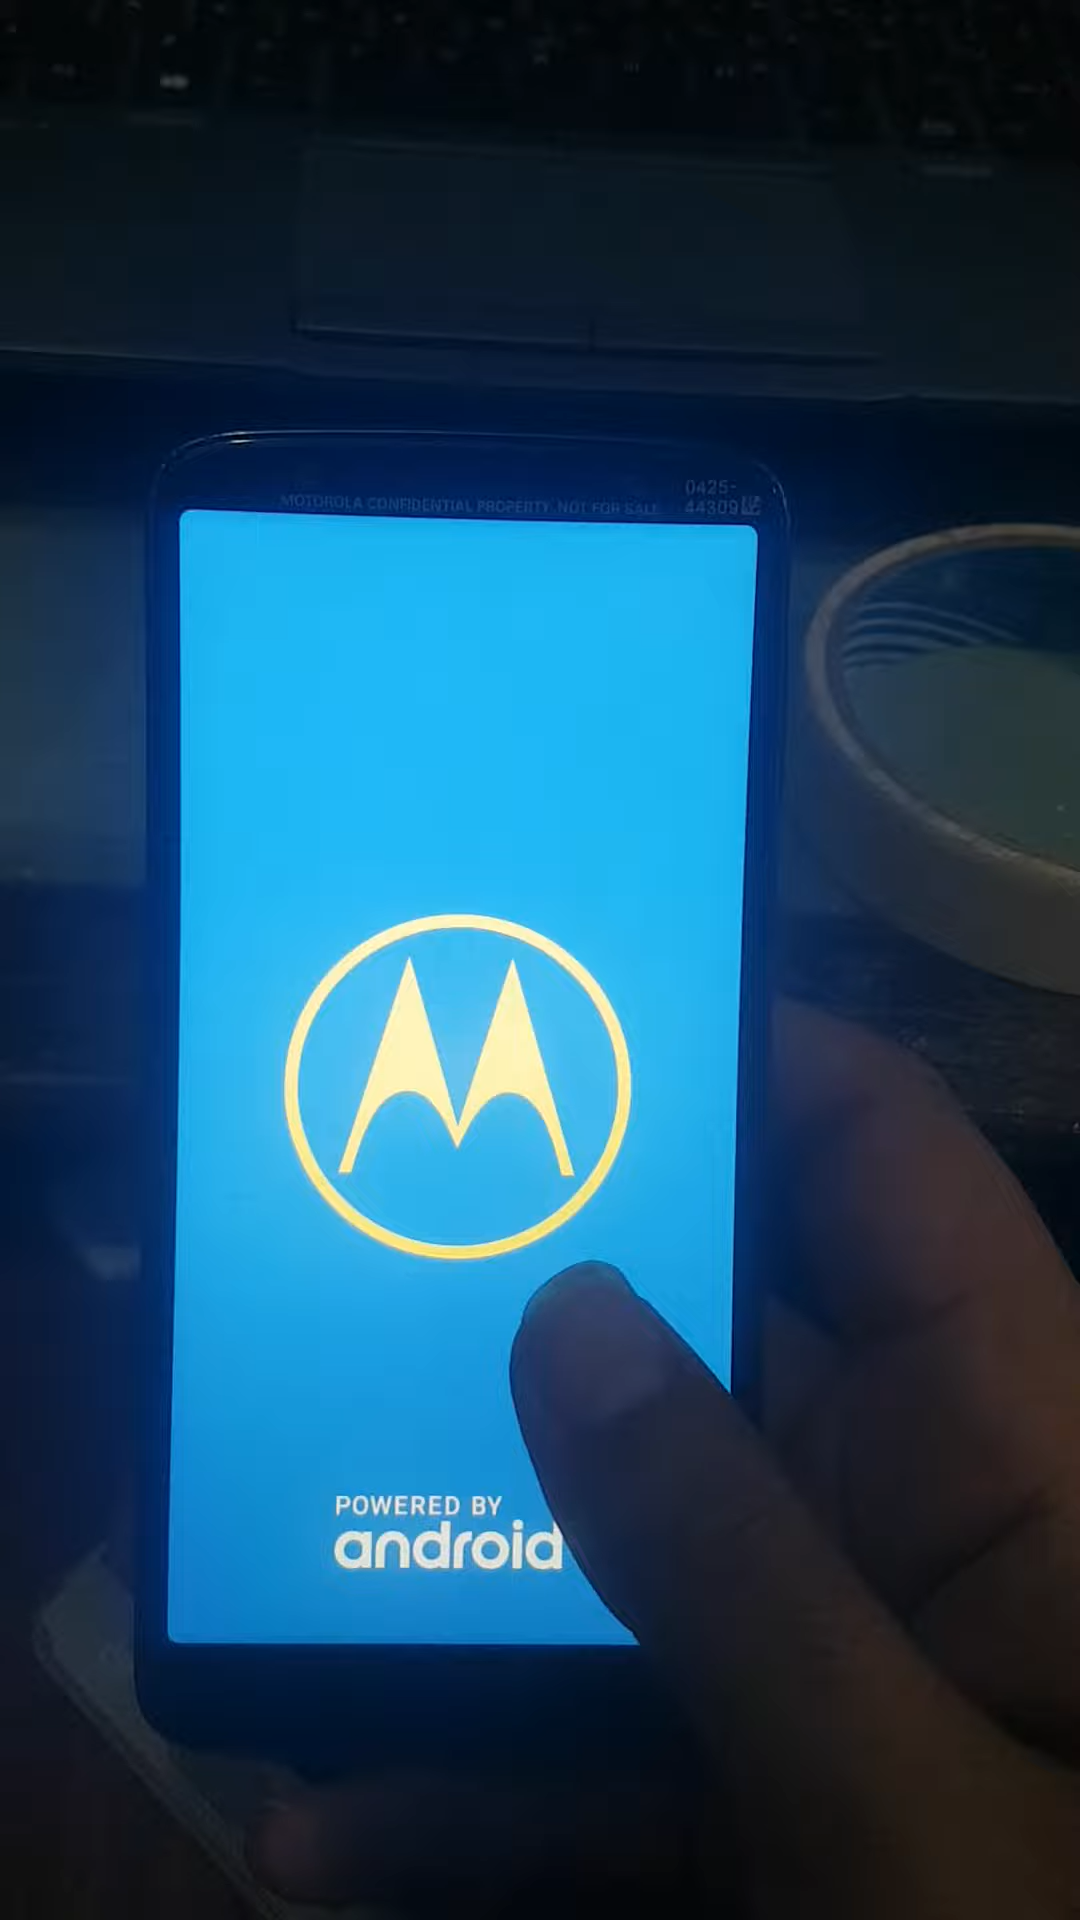 MOTOROLA CONFIDENTIAL PROPERTY NOT FOR SALE
0425-
44309
POWERED BY
android